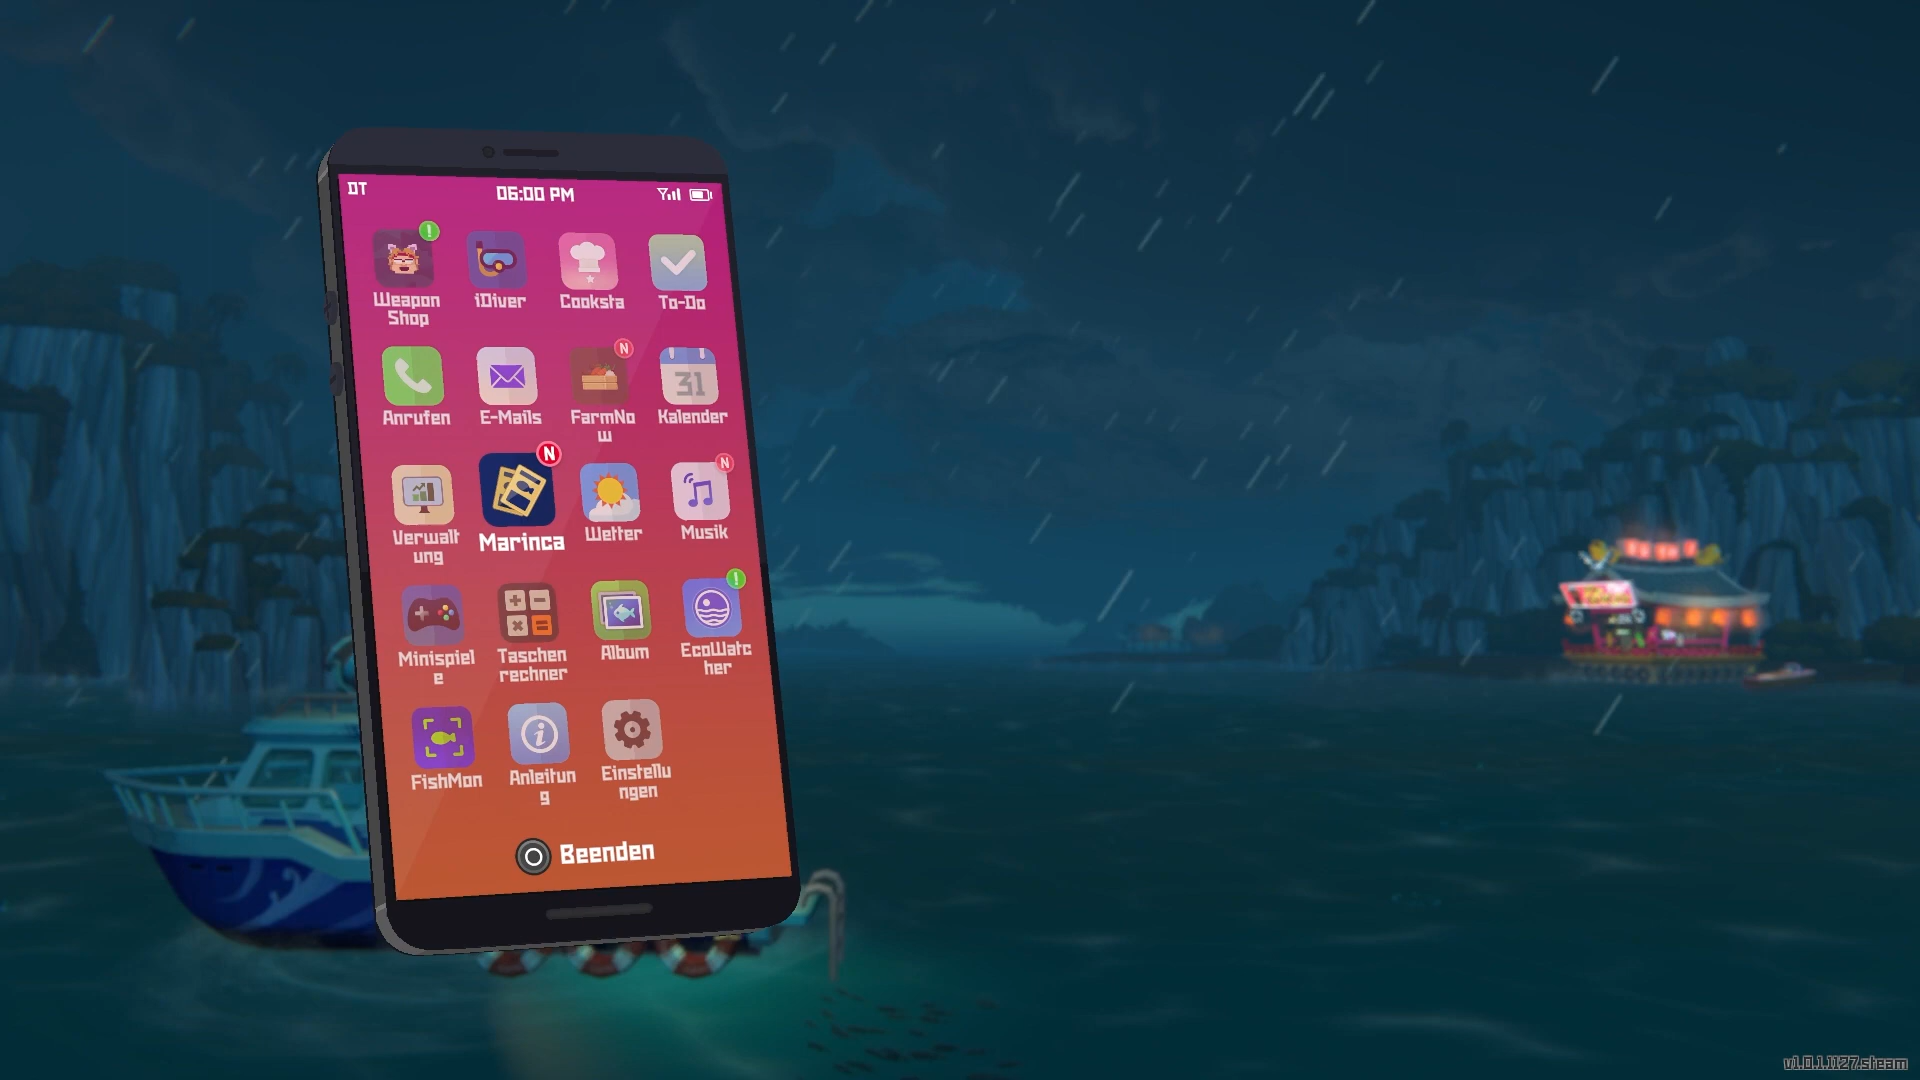 DT
06:00 PM
!
Weapon
Shop
iDiver
Cooksta
To-Do
N
31
Anrufen
E-Mails
FarmNo
w
Kalender
N
N
Verwalt
ung
Marinca
Wetter
Musik
!
Minispiel
e
Taschen
rechner
Album
EcoWatc
her
FishMon
i
Anleitun
g
Einstellu
ngen
Beenden
v1.0.1.1127.steam